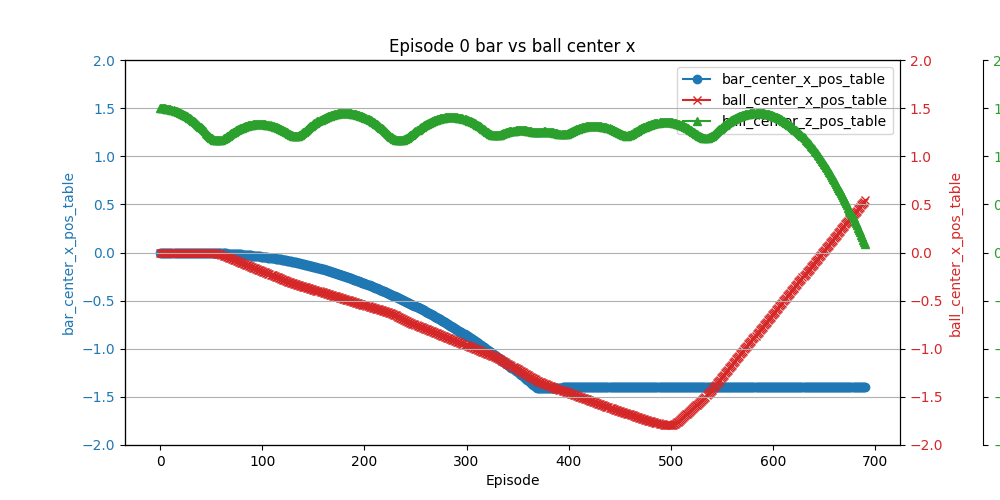 Episode 0 bar vs ball center x
bar_center_x_pos_table
ball_center_x_pos_table
ball_center_z_pos_table
2.0
1.5
1.0
0.5
0.0
−0.5
−1.0
−1.5
−2.0
bar_center_x_pos_table
2.0
1.5
1.0
0.5
0.0
−0.5
−1.0
−1.5
−2.0
ball_center_x_pos_table
0 100 200 300 400 500 600 700
Episode